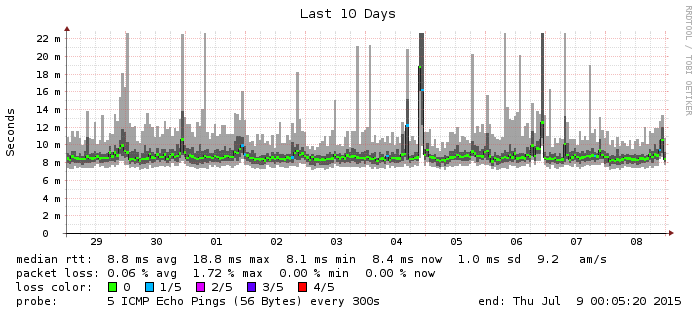 Last 10 Days
RRDTOOL / TOBI OETIKER
Seconds
22 m
20 m
18 m
16 m
14 m
12 m
10 m
8 m
6 m
4 m
2 m
0
29 30 01 02 03 04 05 06 07 08
median rtt: 8.8 ms avg 18.8 ms max 8.1 ms min 8.4 ms now 1.0 ms sd 9.2 am/s
packet loss: 0.06 % avg 1.72 % max 0.00 % min 0.00 % now
loss color: 0 1/5 2/5 3/5 4/5
probe: 5 ICMP Echo Pings (56 Bytes) every 300s end: Thu Jul 9 00:05:20 2015